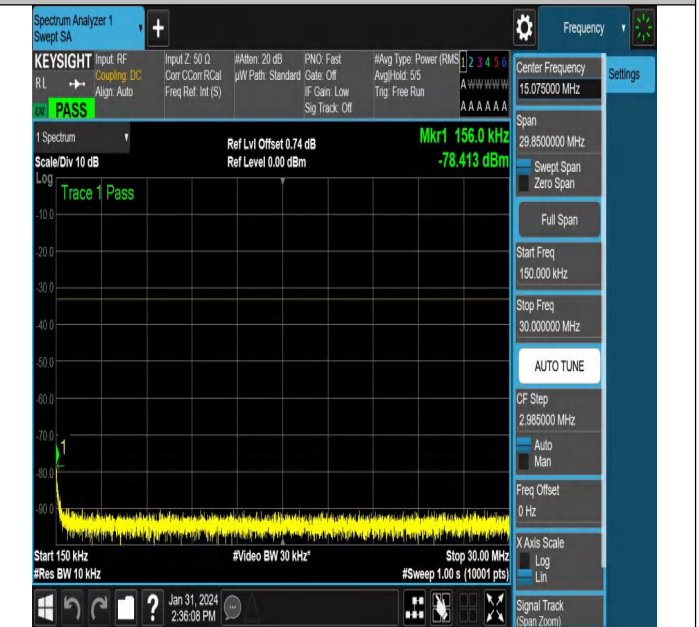 Spectrum Analyzer 1
Swept SA
+
Frequency
KEYSIGHT
RL
PASS
Input: RF
Coupling: DC
Align: Auto
Input Z: 50 Ω
Corr CCorr RCal
Freq Ref: Int (S)
#Atten: 20 dB
µW Path: Standard
PNO: Fast
Gate: Off
IF Gain: Low
Sig Track: Off
#Avg Type: Power (RMS
Avg|Hold: 5/5
Trig: Free Run
1 2 3 4 5 6
A W W W W W
A A A A A A
1 Spectrum
Scale/Div 10 dB
Ref Lvl Offset 0.74 dB
Ref Level 0.00 dBm
Mkr1 156.0 kHz
-78.413 dBm
Log
Trace 1 Pass
-10.0
-20.0
-30.0
-40.0
-50.0
-60.0
-70.0
1
-80.0
-90.0
Start 150 kHz
#Video BW 30 kHz*
Stop 30.00 MHz
#Res BW 10 kHz
#Sweep 1.00 s (10001 pts)
?
Jan 31, 2024
2:36:08 PM
Center Frequency
15.075000 MHz
Settings
Span
29.8500000 MHz
Swept Span
Zero Span
Full Span
Start Freq
150.000 kHz
Stop Freq
30.000000 MHz
AUTO TUNE
CF Step
2.985000 MHz
Auto
Man
Freq Offset
0 Hz
X Axis Scale
Log
Lin
Signal Track
(Span Zoom)